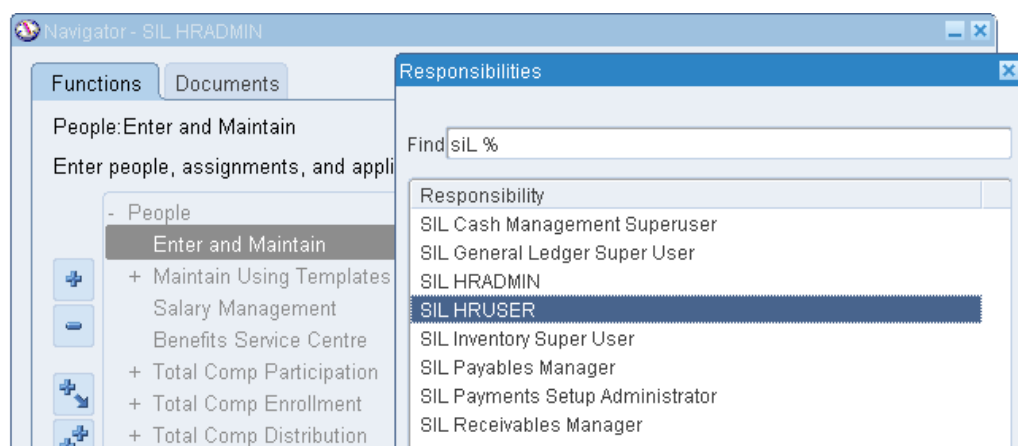 Navigator - SIL HRADMIN
Functions Documents
People:Enter and Maintain
Enter people, assignments, and appli
- People
Enter and Maintain
+ Maintain Using Templates
Salary Management
Benefits Service Centre
+ Total Comp Participation
+ Total Comp Enrollment
+ Total Comp Distribution
Responsibilities
Find siL %
Responsibility
SIL Cash Management Superuser
SIL General Ledger Super User
SIL HRADMIN
SIL HRUSER
SIL Inventory Super User
SIL Payables Manager
SIL Payments Setup Administrator
SIL Receivables Manager